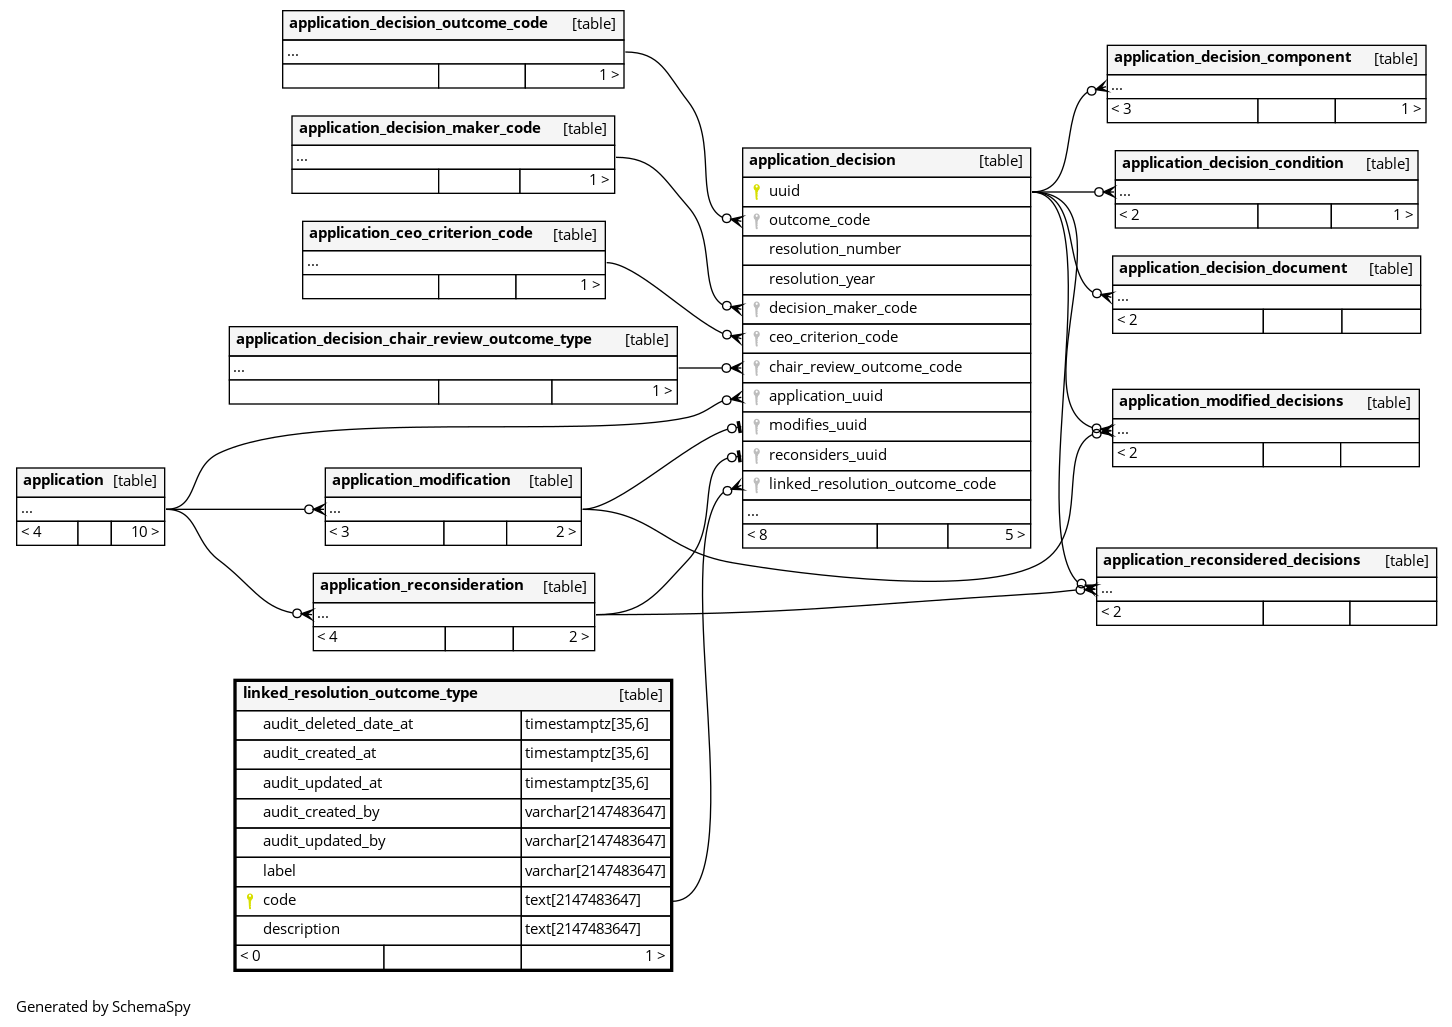 application_decision_outcome_code [table]
...
1 >
application_decision_maker_code [table]
...
1 >
application_ceo_criterion_code [table]
...
1 >
application_decision_chair_review_outcome_type [table]
...
1 >
application [table]
...
< 4 10 >
application_modification [table]
...
< 3 2 >
application_reconsideration [table]
...
< 4 2 >
linked_resolution_outcome_type [table]
audit_deleted_date_at timestamptz[35,6]
audit_created_at timestamptz[35,6]
audit_updated_at timestamptz[35,6]
audit_created_by varchar[2147483647]
audit_updated_by varchar[2147483647]
label varchar[2147483647]
code text[2147483647]
description text[2147483647]
< 0 1 >
application_decision [table]
uuid
outcome_code
resolution_number
resolution_year
decision_maker_code
ceo_criterion_code
chair_review_outcome_code
application_uuid
modifies_uuid
reconsiders_uuid
linked_resolution_outcome_code
...
< 8 5 >
application_decision_component [table]
...
< 3 1 >
application_decision_condition [table]
...
< 2 1 >
application_decision_document [table]
...
< 2
application_modified_decisions [table]
...
< 2
application_reconsidered_decisions [table]
...
< 2
Generated by SchemaSpy